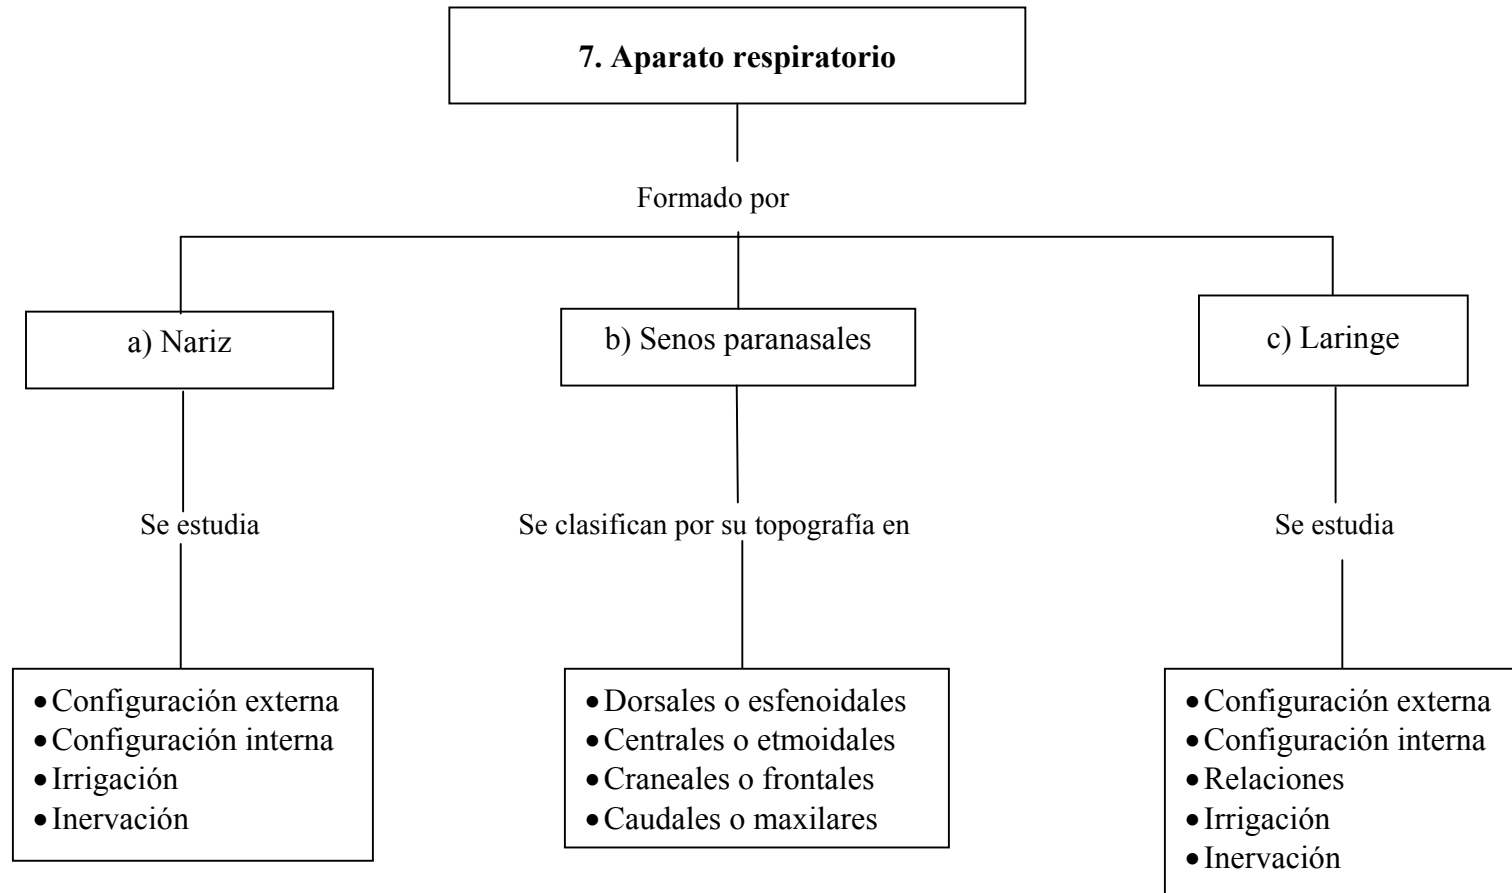 7. Aparato respiratorio
Formado por
a) Nariz
b) Senos paranasales
c) Laringe
Se estudia
Se clasifican por su topografía en
Se estudia
•Configuración externa
•Configuración interna
•Irrigación
•Inervación
•Dorsales o esfenoidales
•Centrales o etmoidales
•Craneales o frontales
•Caudales o maxilares
•Configuración externa
•Configuración interna
•Relaciones
•Irrigación
•Inervación